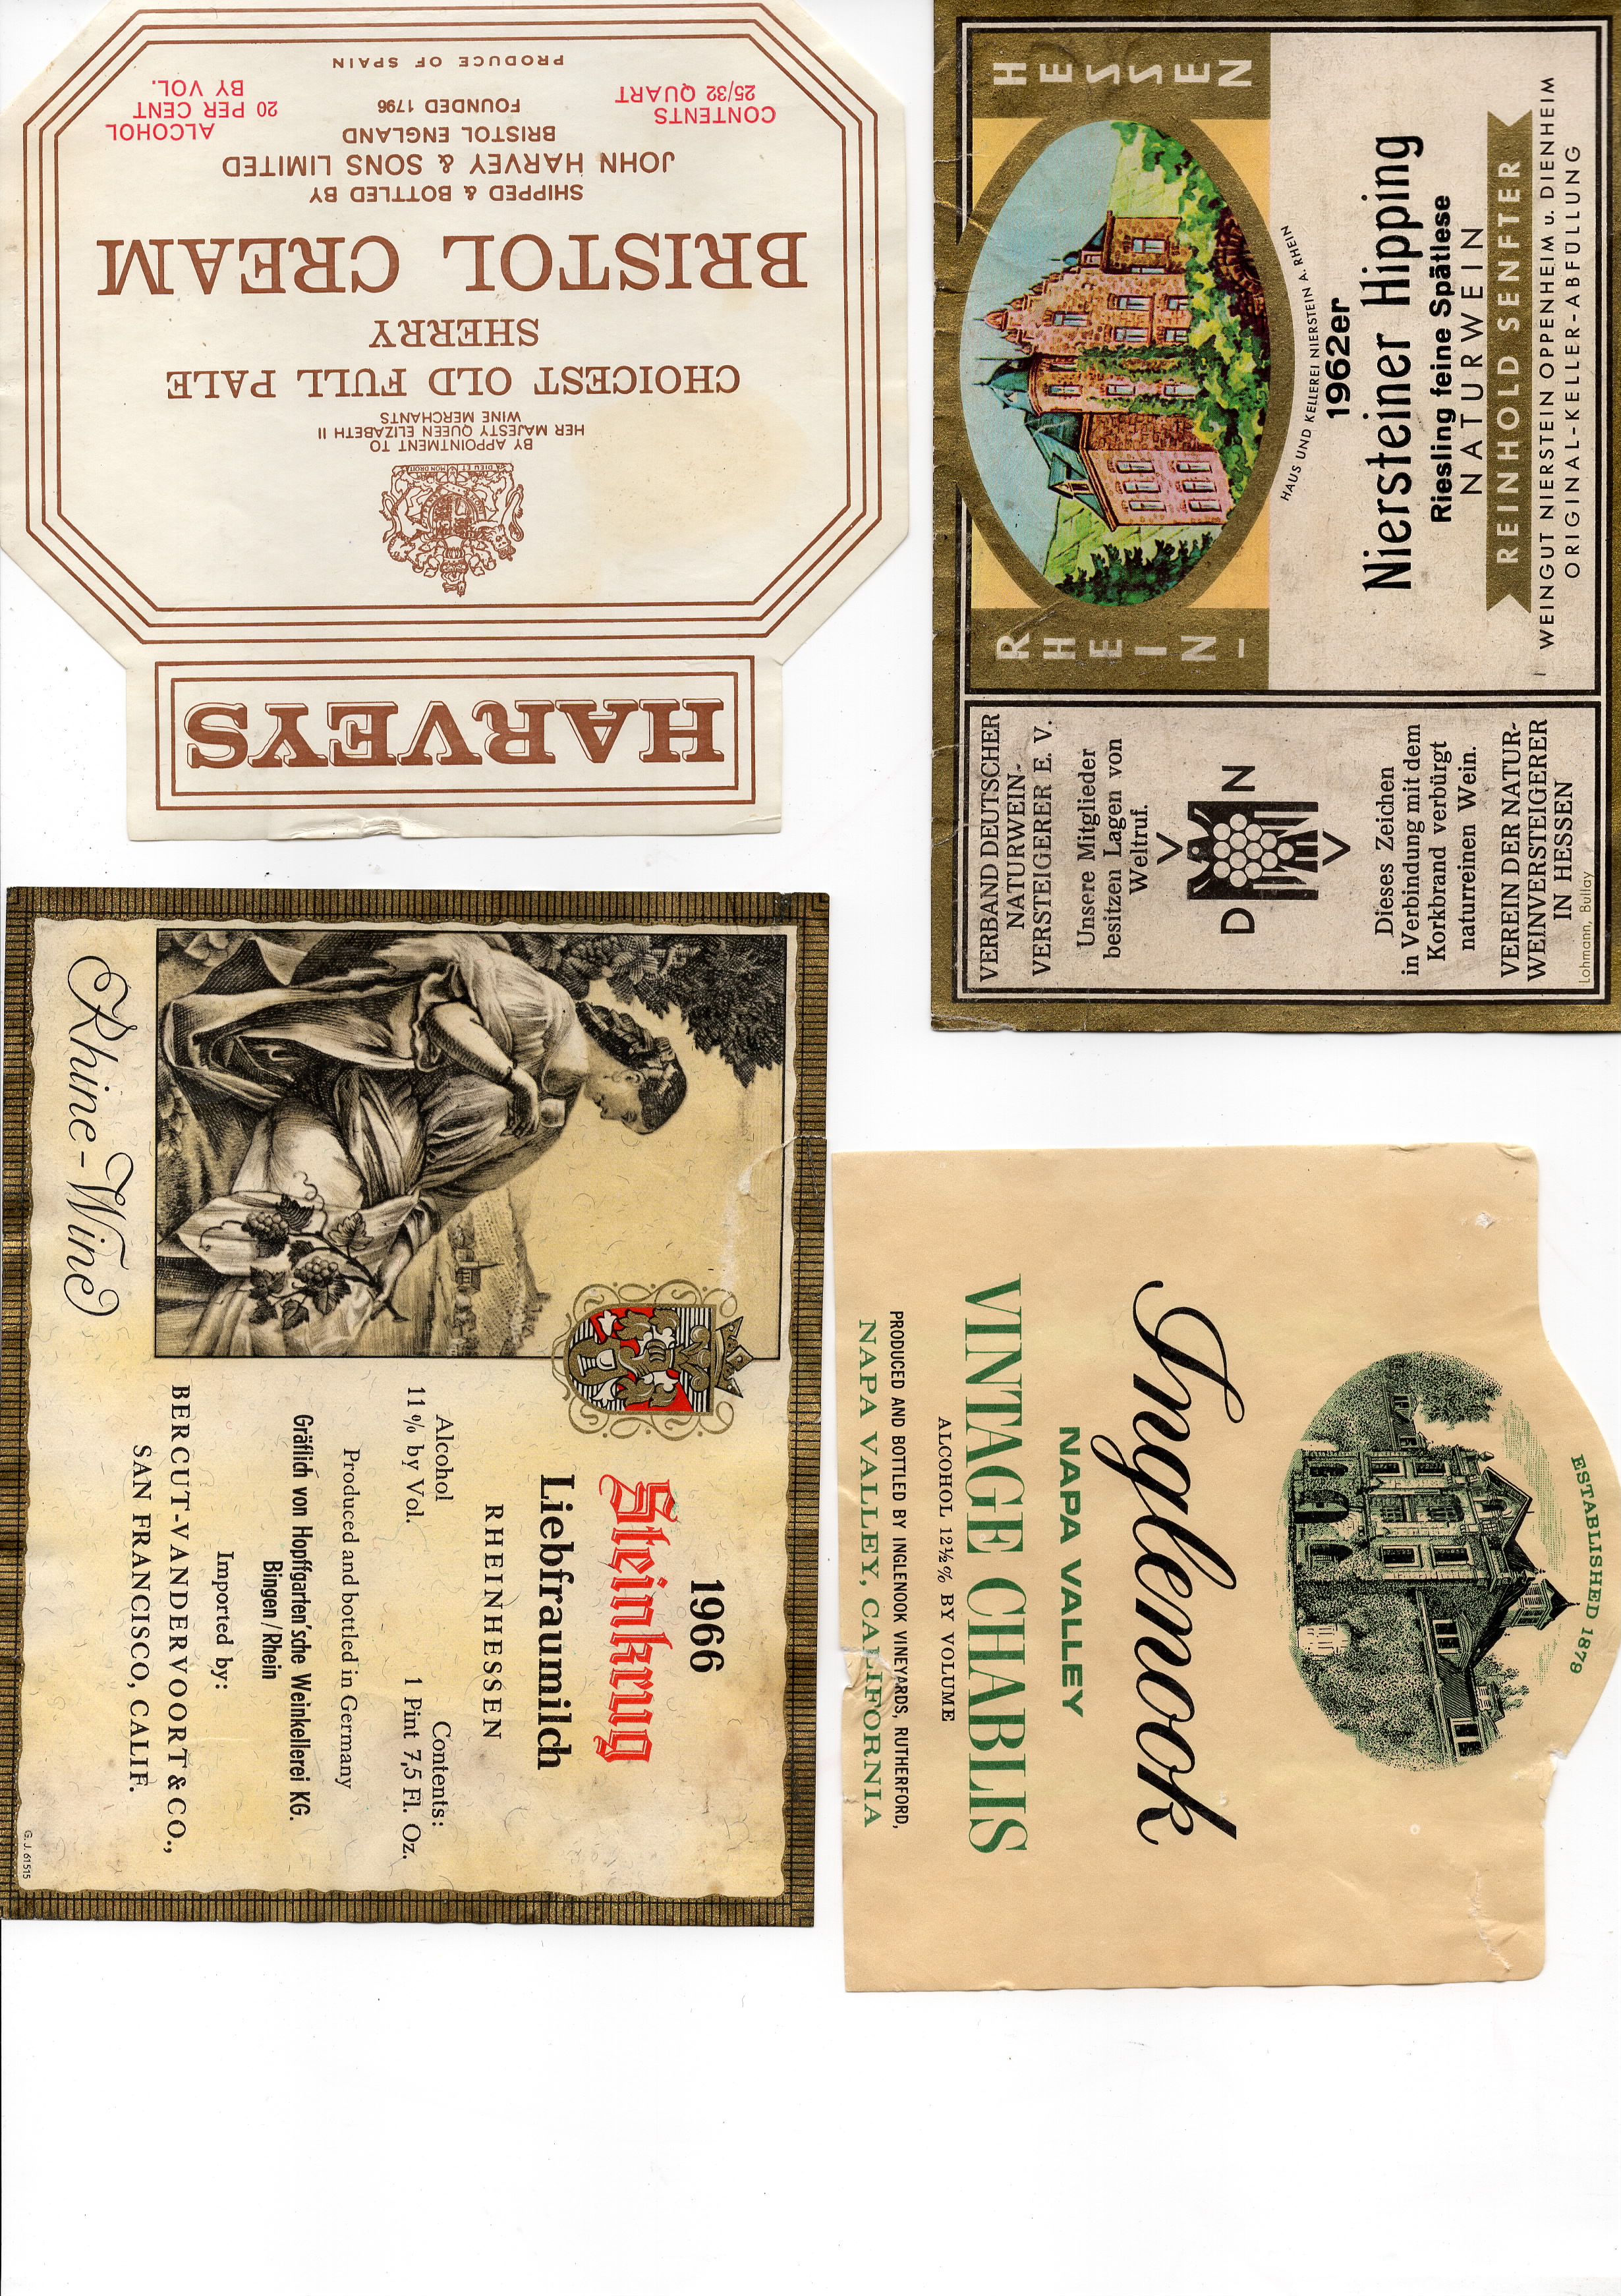 HARVEYS
DIEU ET MON DROIT
BY APPOINTMENT TO
HER MAJESTY QUEEN ELIZABETH II
WINE MERCHANTS
CHOICEST OLD FULL PALE
SHERRY
BRISTOL CREAM
SHIPPED & BOTTLED BY
JOHN HARVEY & SONS LIMITED
BRISTOL ENGLAND
FOUNDED 1796
CONTENTS
25/32 QUART
ALCOHOL
20 PER CENT
BY VOL.
PRODUCE OF SPAIN
VERBAND DEUTSCHER
NATURWEIN-
VERSTEIGERER E. V.
Unsere Mitglieder
besitzen Lagen von
Weltruf.
V
D N
V
Dieses Zeichen
in Verbindung mit dem
Korkbrand verbürgt
naturreinen Wein.
VEREIN DER NATUR-
WEINVERSTEIGERER
IN HESSEN
Lohmann, Bullay
RHEIN-
HESSEN
HAUS UND KELLEREI NIERSTEIN A. RHEIN
1962er
Niersteiner Hipping
Riesling feine Spätlese
NATURWEIN
REINHOLD SENFTER
WEINGUT NIERSTEIN OPPENHEIM u. DIENHEIM
ORIGINAL-KELLER-ABFÜLLUNG
Rhine-Wine
1966
Steinkrug
Liebfraumilch
RHEINHESSEN
Alcohol
11 % by Vol.
Contents:
1 Pint 7,5 Fl. Oz.
Produced and bottled in Germany
Gräflich von Hopffgarten'sche Weinkellerei KG.
Bingen / Rhein
Imported by:
BERCUT-VANDERVOORT & CO.,
SAN FRANCISCO, CALIF.
G. J. 61515
ESTABLISHED 1879
Inglenook
NAPA VALLEY
VINTAGE CHABLIS
ALCOHOL 12½% BY VOLUME
PRODUCED AND BOTTLED BY INGLENOOK VINEYARDS, RUTHERFORD,
NAPA VALLEY, CALIFORNIA